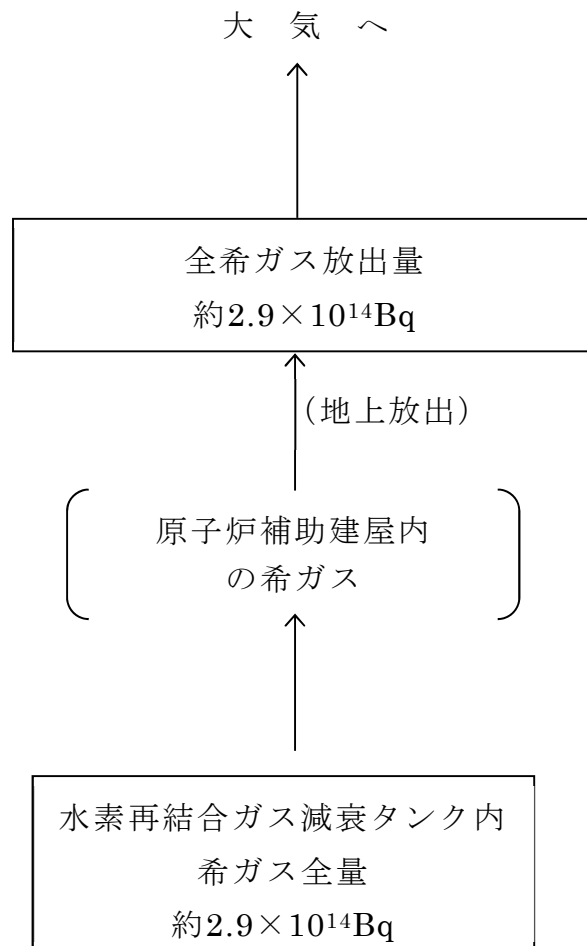 大 気 へ
全希ガス放出量
約2.9×10¹⁴Bq
(地上放出)
原子炉補助建屋内
の希ガス
水素再結合ガス減衰タンク内
希ガス全量
約2.9×10¹⁴Bq